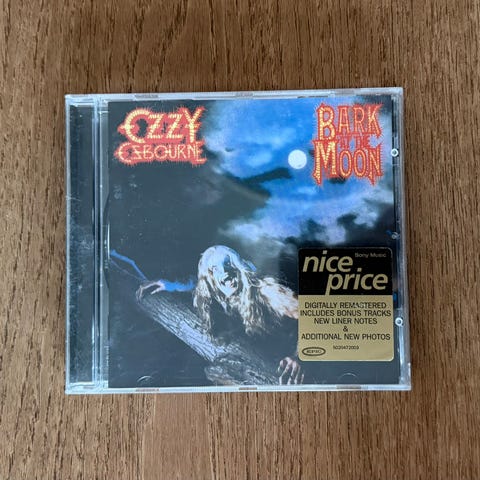 OZZY
OSBOURNE
BARK
AT THE
MOON
Sony Music
nice
price
DIGITALLY REMASTERED
INCLUDES BONUS TRACKS
NEW LINER NOTES
&
ADDITIONAL NEW PHOTOS
epic